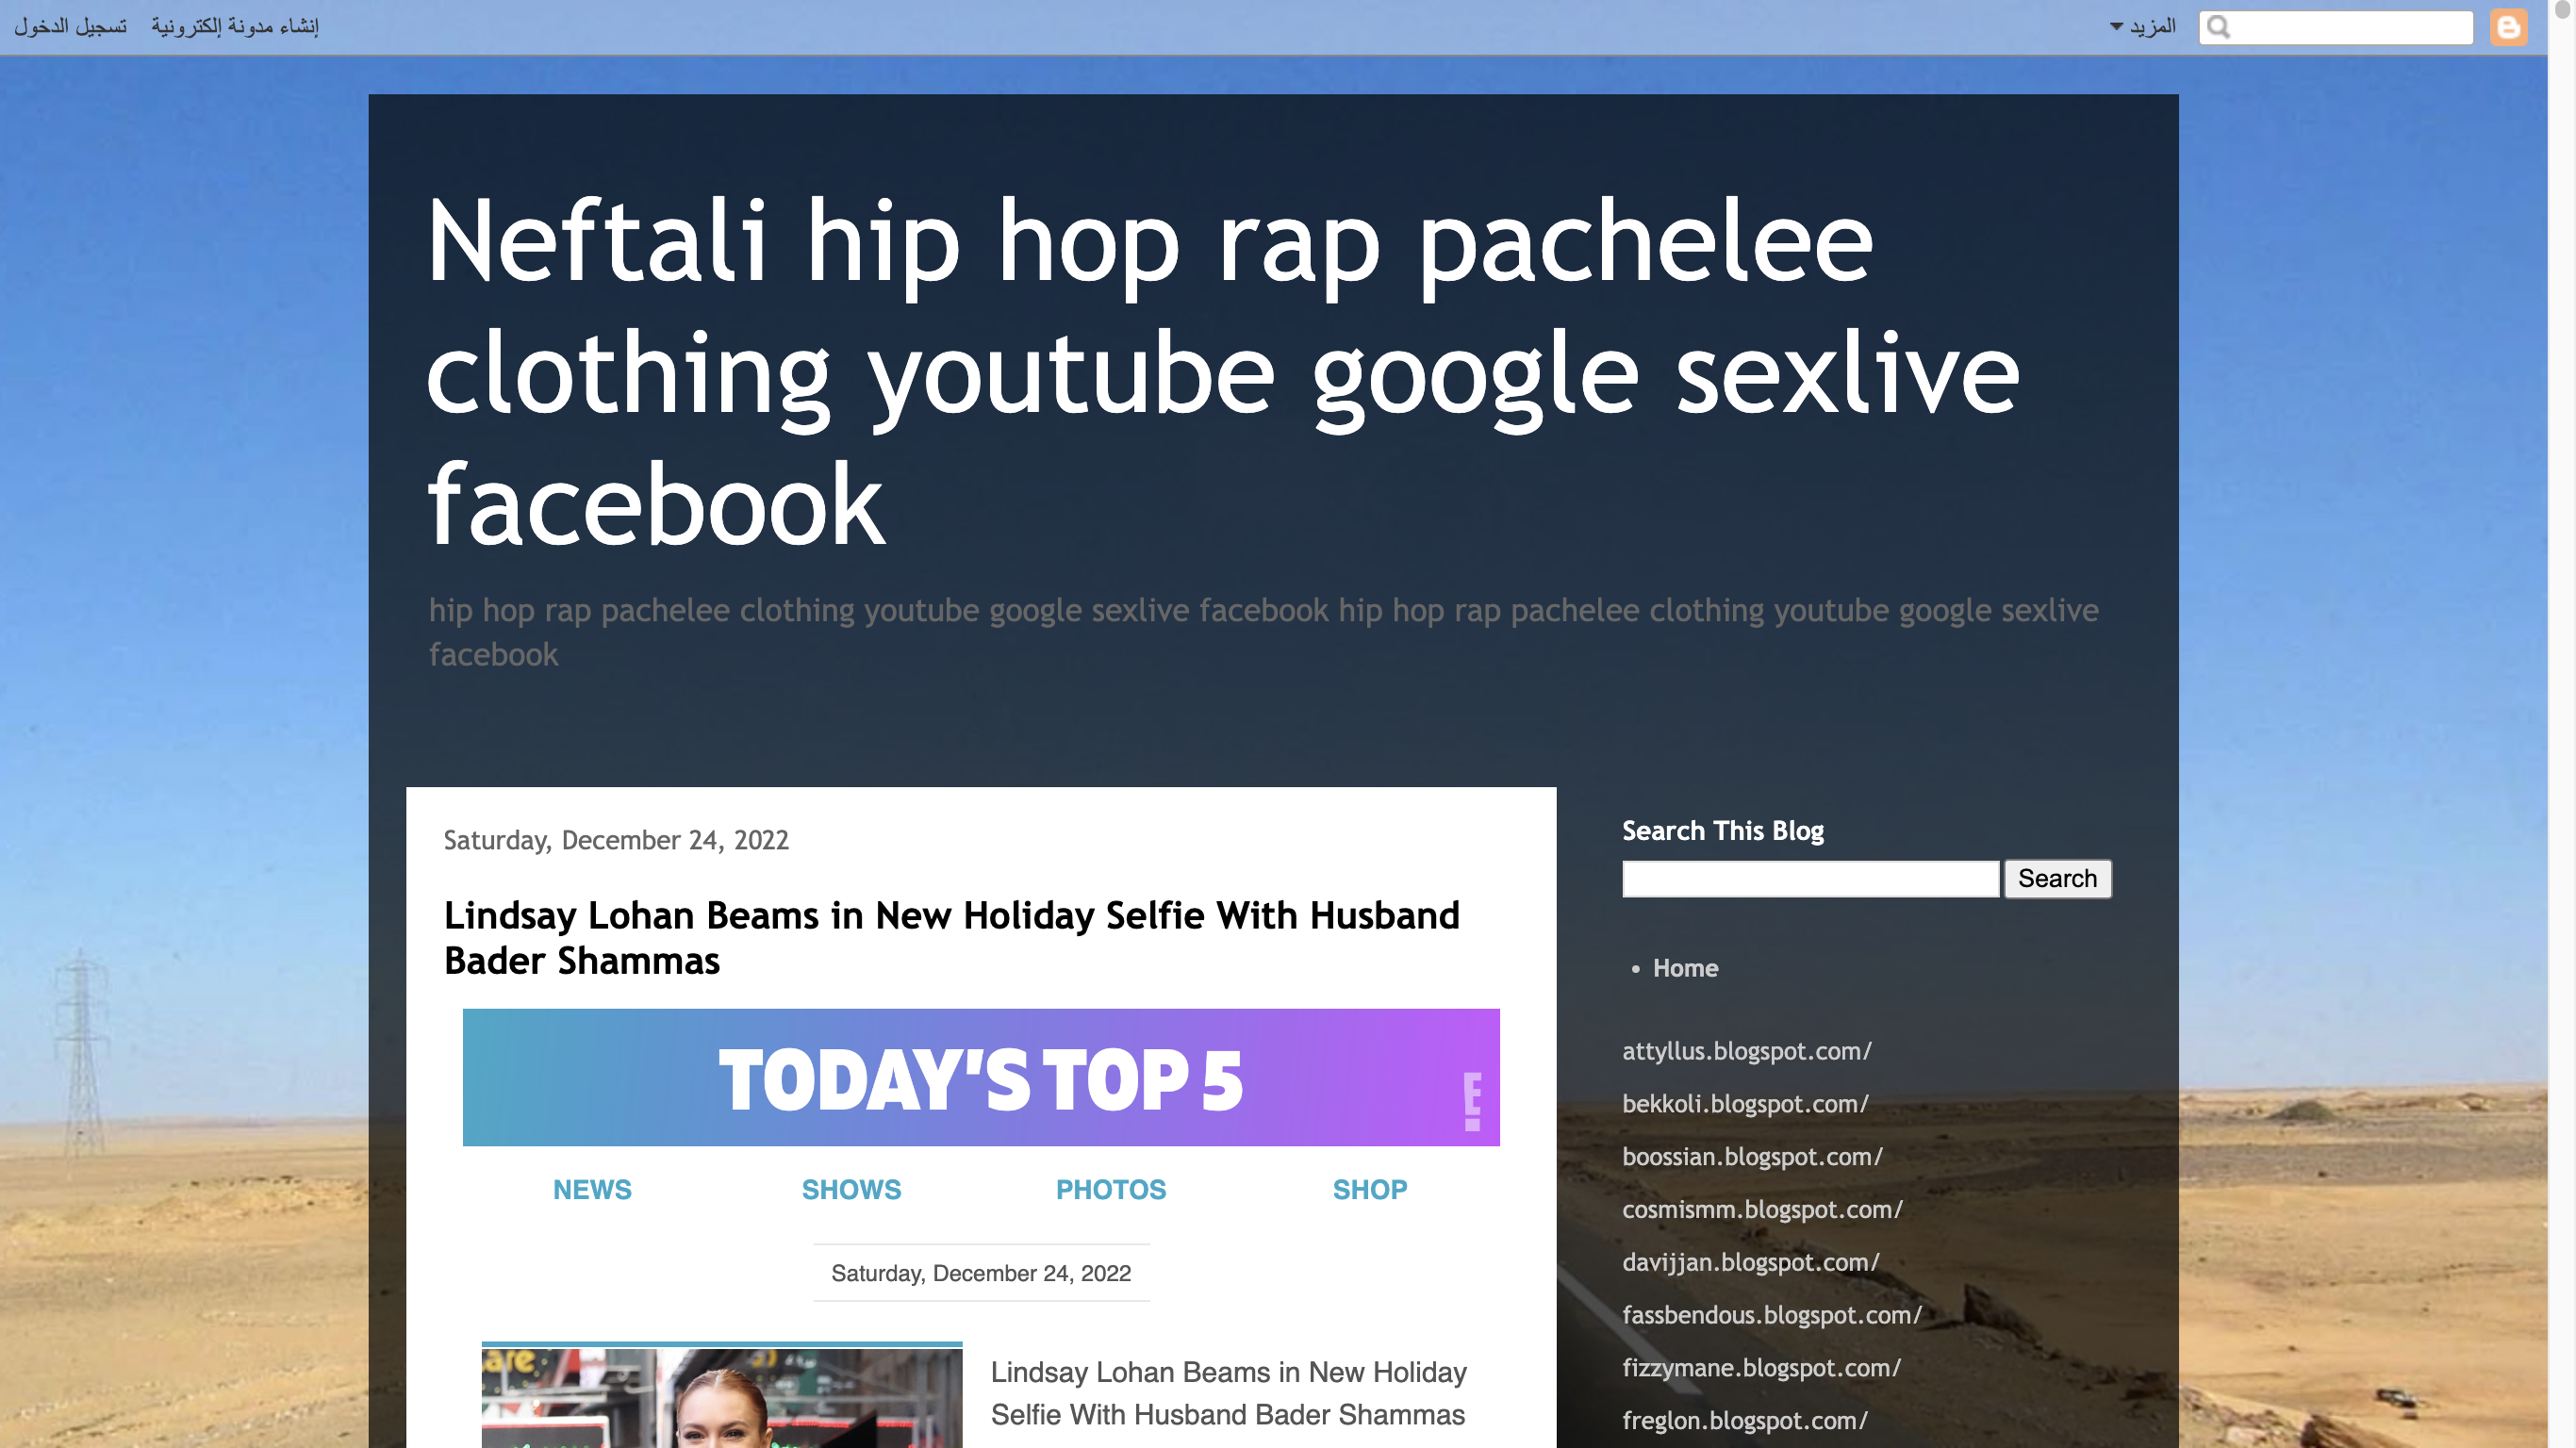 تسجيل الدخول
إنشاء مدونة إلكترونية
المزيد
Neftali hip hop rap pachelee
clothing youtube google sexlive
facebook
hip hop rap pachelee clothing youtube google sexlive facebook hip hop rap pachelee clothing youtube google sexlive
facebook
Saturday, December 24, 2022
Lindsay Lohan Beams in New Holiday Selfie With Husband
Bader Shammas
TODAY'S TOP 5
E!
NEWS SHOWS PHOTOS SHOP
Saturday, December 24, 2022
Lindsay Lohan Beams in New Holiday
Selfie With Husband Bader Shammas
Search This Blog
Search
• Home
attyllus.blogspot.com/
bekkoli.blogspot.com/
boossian.blogspot.com/
cosmismm.blogspot.com/
davijjan.blogspot.com/
fassbendous.blogspot.com/
fizzymane.blogspot.com/
freglon.blogspot.com/